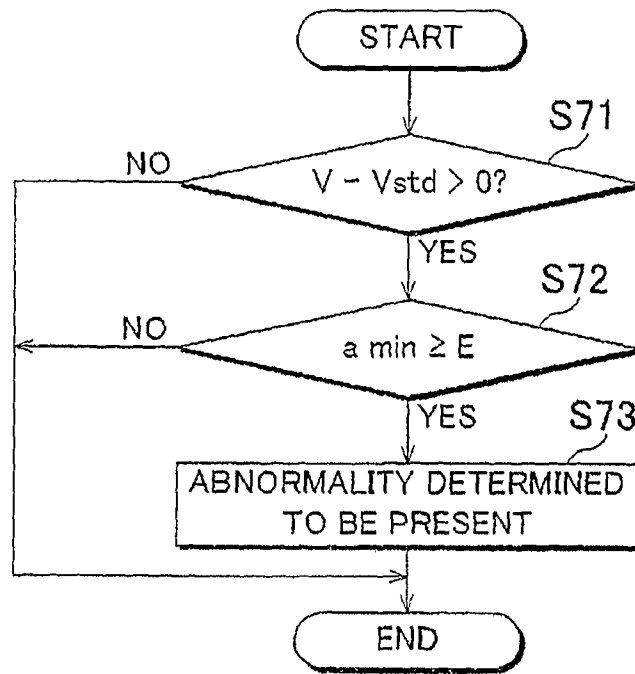 START
S71
NO
V - Vstd > 0?
YES
S72
NO
a min ≥ E
YES
S73
ABNORMALITY DETERMINED
TO BE PRESENT
END